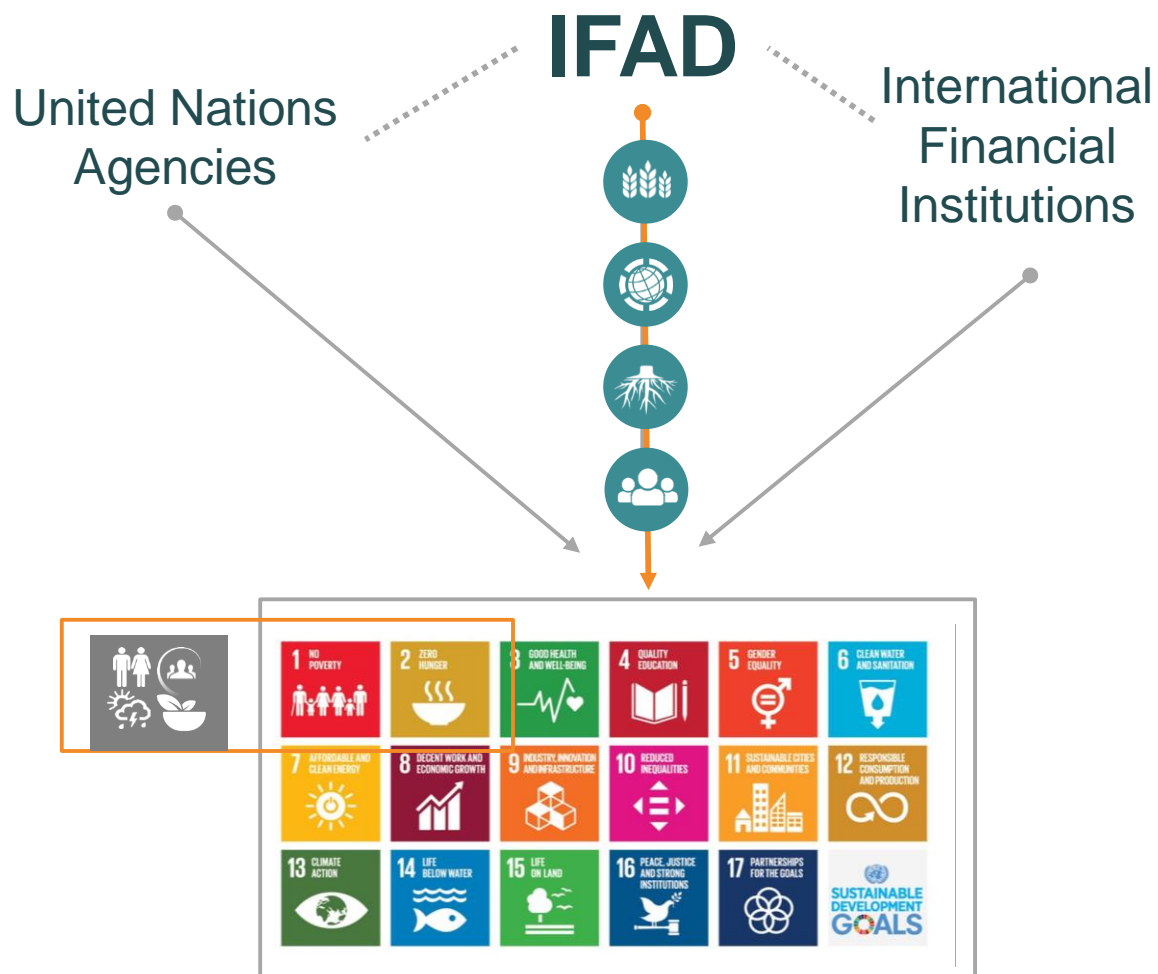 IFAD
United Nations
Agencies
International
Financial
Institutions
1 NO
POVERTY
2 ZERO
HUNGER
3 GOOD HEALTH
AND WELL-BEING
4 QUALITY
EDUCATION
5 GENDER
EQUALITY
6 CLEAN WATER
AND SANITATION
7 AFFORDABLE AND
CLEAN ENERGY
8 DECENT WORK AND
ECONOMIC GROWTH
9 INDUSTRY, INNOVATION
AND INFRASTRUCTURE
10 REDUCED
INEQUALITIES
11 SUSTAINABLE CITIES
AND COMMUNITIES
12 RESPONSIBLE
CONSUMPTION
AND PRODUCTION
13 CLIMATE
ACTION
14 LIFE
BELOW WATER
15 LIFE
ON LAND
16 PEACE, JUSTICE
AND STRONG
INSTITUTIONS
17 PARTNERSHIPS
FOR THE GOALS
SUSTAINABLE
DEVELOPMENT
GOALS